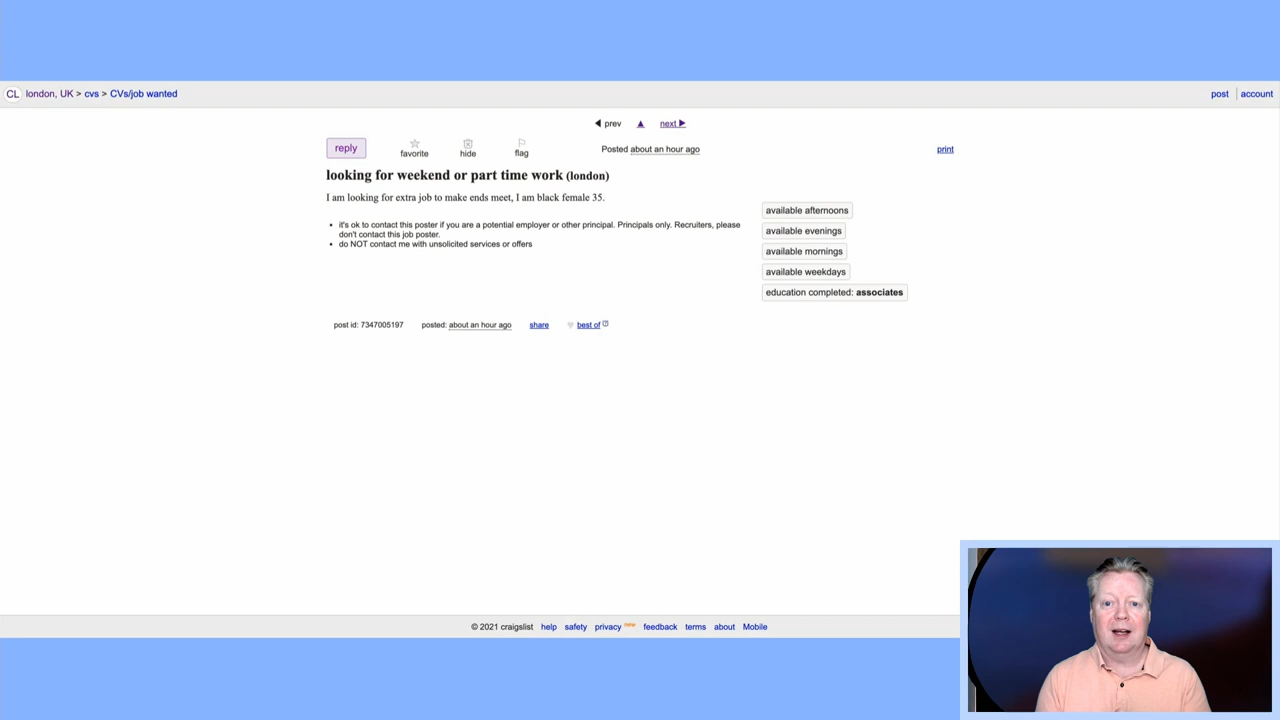 CL london, UK > cvs > CVs/job wanted post account
◀ prev ▲ next ▶
reply favorite hide flag Posted about an hour ago print
looking for weekend or part time work (london)
I am looking for extra job to make ends meet, I am black female 35.
available afternoons
• it's ok to contact this poster if you are a potential employer or other principal. Principals only. Recruiters, please
don't contact this job poster.
available evenings
• do NOT contact me with unsolicited services or offers
available mornings
available weekdays
education completed: associates
post id: 7347005197 posted: about an hour ago share ♥ best of [?]
© 2021 craigslist help safety privacy new feedback terms about Mobile